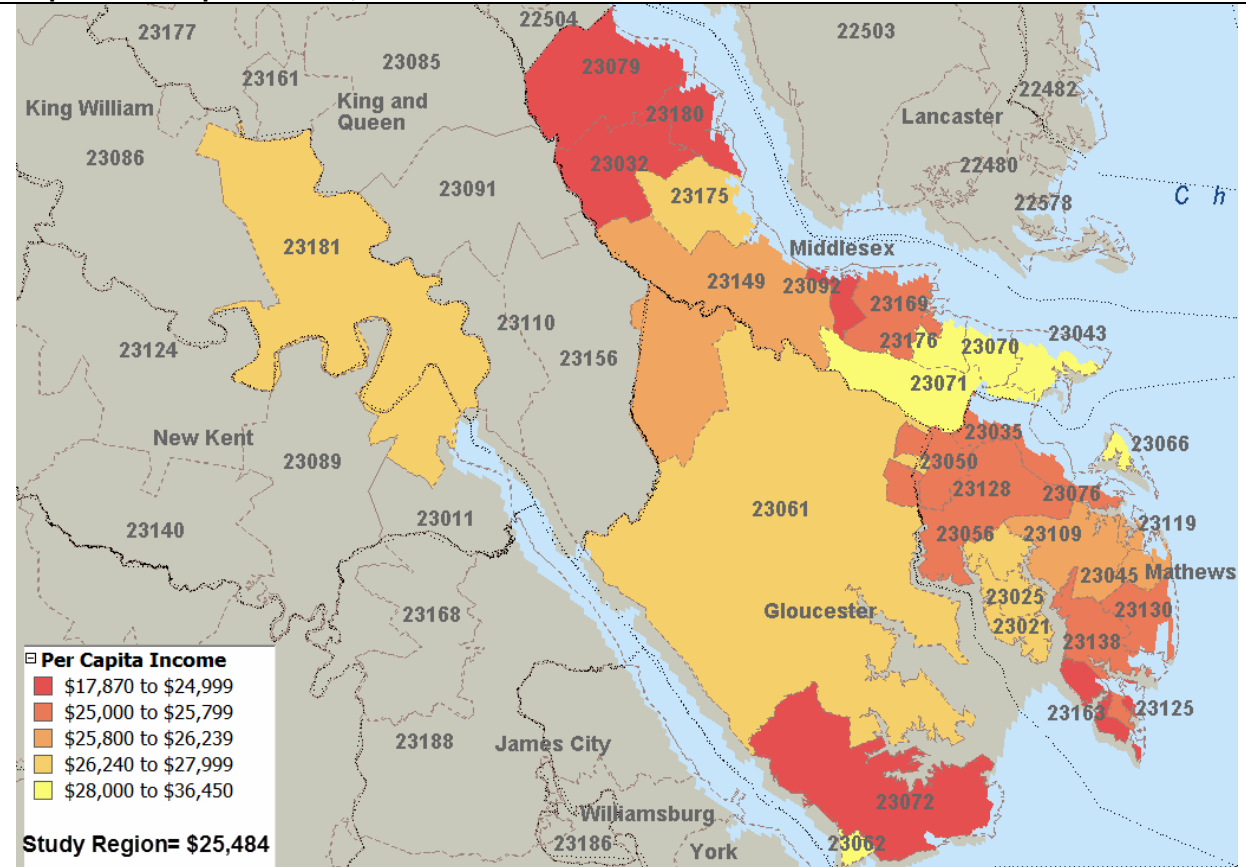 22504
23177
22503
23085
23079
23161
22482
King William
King and
Queen
23180
Lancaster
23086
23032
22480
23091
23175
22578
C h
23181
Middlesex
23149
23092
23169
23110
23043
23124
23156
23176
23070
23071
New Kent
23035
23066
23089
23050
23128
23076
23061
23011
23119
23140
23056
23109
23045
Mathews
23025
23168
Gloucester
23130
23021
23138
Per Capita Income
$17,870 to $24,999
$25,000 to $25,799
$25,800 to $26,239
$26,240 to $27,999
$28,000 to $36,450
Study Region= $25,484
23163
23125
23188
James City
23072
Williamsburg
23186
York
23062